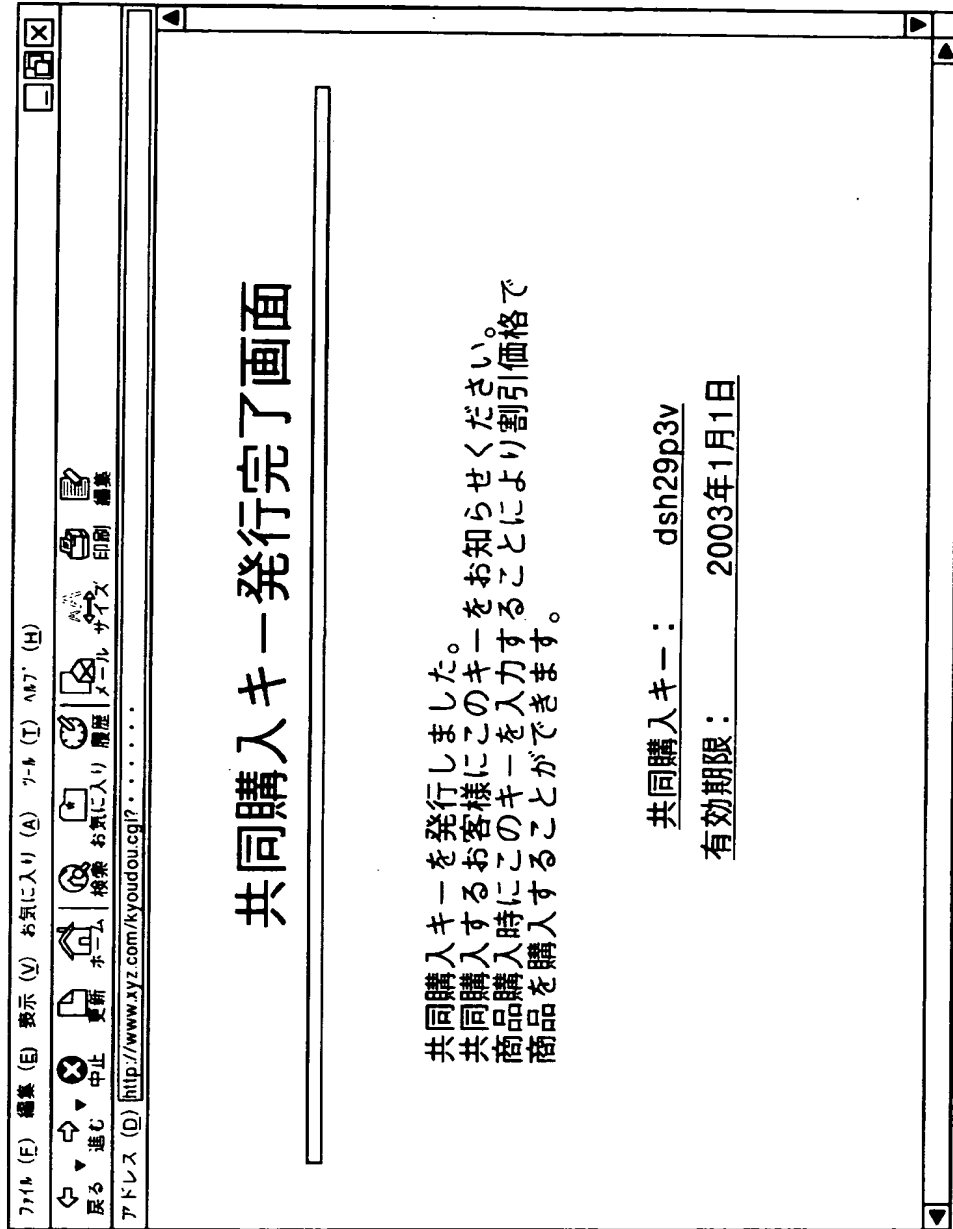 ファイル (F) 編集 (E) 表示 (V) お気に入り (A) ツール (T) ヘルプ (H)
戻る 進む 中止 更新 ホーム 検索 お気に入り 履歴 メール サイズ 印刷 編集
アドレス (D) http://www.xyz.com/kyoudou.cgl?・・・・・・・
共同購入キー発行完了画面
共同購入キーを発行しました。
共同購入するお客様にこのキーをお知らせください。
商品購入時にこのキーを入力することにより割引価格で
商品を購入することができます。
共同購入キー： dsh29p3v
有効期限： 2003年1月1日